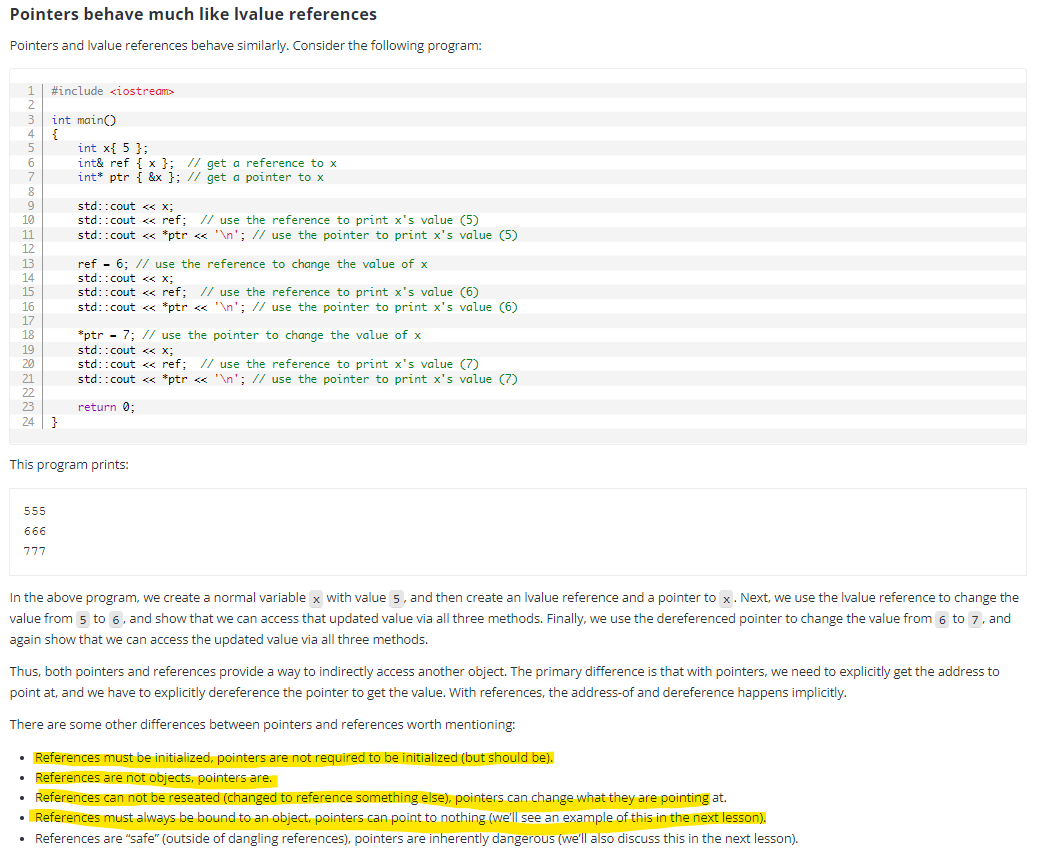 Pointers behave much like lvalue references
Pointers and lvalue references behave similarly. Consider the following program:
1 #include <iostream>
2
3 int main()
4 {
5     int x{ 5 };
6     int& ref { x };  // get a reference to x
7     int* ptr { &x }; // get a pointer to x
8
9     std::cout << x;
10     std::cout << ref;  // use the reference to print x's value (5)
11     std::cout << *ptr << '\n'; // use the pointer to print x's value (5)
12
13     ref = 6; // use the reference to change the value of x
14     std::cout << x;
15     std::cout << ref;  // use the reference to print x's value (6)
16     std::cout << *ptr << '\n'; // use the pointer to print x's value (6)
17
18     *ptr = 7; // use the pointer to change the value of x
19     std::cout << x;
20     std::cout << ref;  // use the reference to print x's value (7)
21     std::cout << *ptr << '\n'; // use the pointer to print x's value (7)
22
23     return 0;
24 }
This program prints:
555
666
777
In the above program, we create a normal variable x with value 5, and then create an lvalue reference and a pointer to x. Next, we use the lvalue reference to change the
value from 5 to 6, and show that we can access that updated value via all three methods. Finally, we use the dereferenced pointer to change the value from 6 to 7, and
again show that we can access the updated value via all three methods.
Thus, both pointers and references provide a way to indirectly access another object. The primary difference is that with pointers, we need to explicitly get the address to
point at, and we have to explicitly dereference the pointer to get the value. With references, the address-of and dereference happens implicitly.
There are some other differences between pointers and references worth mentioning:
• References must be initialized, pointers are not required to be initialized (but should be).
• References are not objects, pointers are.
• References can not be reseated (changed to reference something else), pointers can change what they are pointing at.
• References must always be bound to an object, pointers can point to nothing (we'll see an example of this in the next lesson).
• References are “safe” (outside of dangling references), pointers are inherently dangerous (we'll also discuss this in the next lesson).